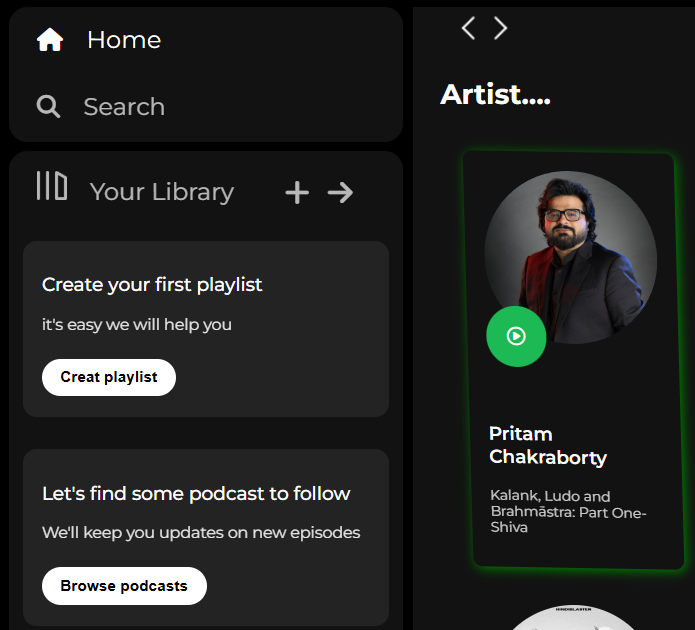 Home
Search
Your Library
Create your first playlist
it's easy we will help you
Creat playlist
Let's find some podcast to follow
We'll keep you updates on new episodes
Browse podcasts
Artist....
Pritam
Chakraborty
Kalank, Ludo and
Brahmāstra: Part One-
Shiva